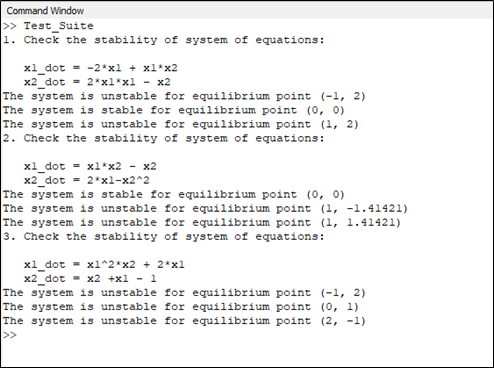 Command Window
>> Test_Suite
1. Check the stability of system of equations:
x1_dot = -2*x1 + x1*x2
x2_dot = 2*x1*x1 - x2
The system is unstable for equilibrium point (-1, 2)
The system is stable for equilibrium point (0, 0)
The system is unstable for equilibrium point (1, 2)
2. Check the stability of system of equations:
x1_dot = x1*x2 - x2
x2_dot = 2*x1-x2^2
The system is stable for equilibrium point (0, 0)
The system is unstable for equilibrium point (1, -1.41421)
The system is unstable for equilibrium point (1, 1.41421)
3. Check the stability of system of equations:
x1_dot = x1^2*x2 + 2*x1
x2_dot = x2 +x1 - 1
The system is unstable for equilibrium point (-1, 2)
The system is unstable for equilibrium point (0, 1)
The system is unstable for equilibrium point (2, -1)
>>